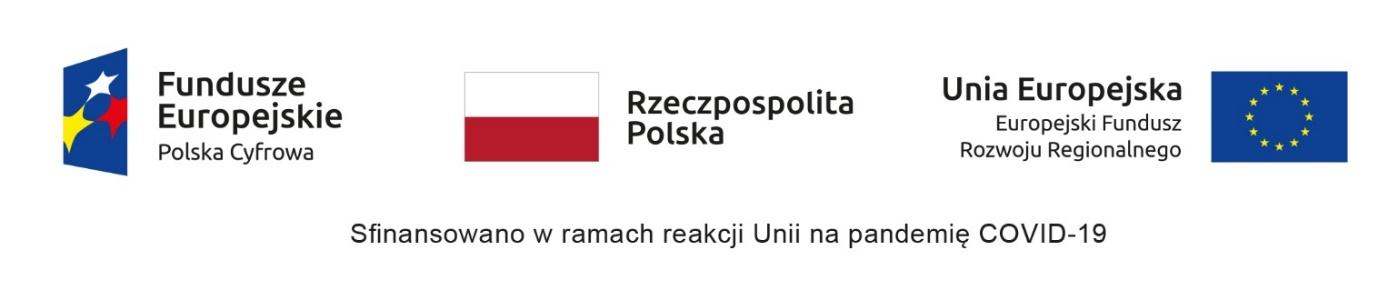 Fundusze
Europejskie
Polska Cyfrowa
Rzeczpospolita
Polska
Unia Europejska
Europejski Fundusz
Rozwoju Regionalnego
Sfinansowano w ramach reakcji Unii na pandemię COVID-19